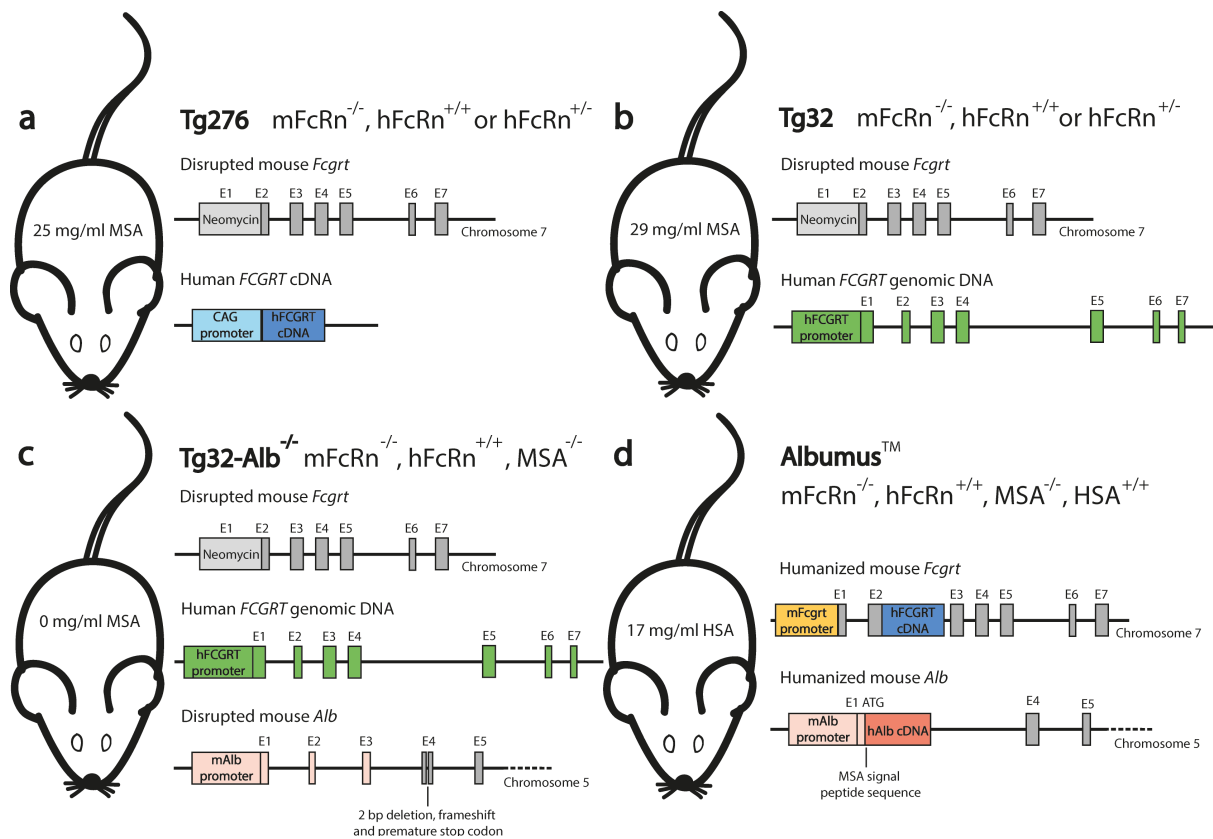 a
Tg276 mFcRn-/-, hFcRn+/+ or hFcRn+/-
Disrupted mouse Fcgrt
E1 E2 E3 E4 E5 E6 E7
Neomycin
Chromosome 7
25 mg/ml MSA
Human FCGRT cDNA
CAG
promoter
hFCGRT
cDNA
b
Tg32 mFcRn-/-, hFcRn+/+ or hFcRn+/-
Disrupted mouse Fcgrt
E1 E2 E3 E4 E5 E6 E7
Neomycin
Chromosome 7
29 mg/ml MSA
Human FCGRT genomic DNA
E1 E2 E3 E4 E5 E6 E7
hFCGRT
promoter
c
Tg32-Alb-/- mFcRn-/-, hFcRn+/+, MSA-/-
Disrupted mouse Fcgrt
E1 E2 E3 E4 E5 E6 E7
Neomycin
Chromosome 7
0 mg/ml MSA
Human FCGRT genomic DNA
E1 E2 E3 E4 E5 E6 E7
hFCGRT
promoter
Disrupted mouse Alb
E1 E2 E3 E4 E5
mAlb
promoter
Chromosome 5
2 bp deletion, frameshift
and premature stop codon
d
Albumus™
mFcRn-/-, hFcRn+/+, MSA-/-, HSA+/+
Humanized mouse Fcgrt
E1 E2 E3 E4 E5 E6 E7
mFcgrt
promoter
hFCGRT
cDNA
Chromosome 7
17 mg/ml HSA
Humanized mouse Alb
E1 ATG E4 E5
mAlb
promoter
hAlb cDNA
Chromosome 5
MSA signal
peptide sequence